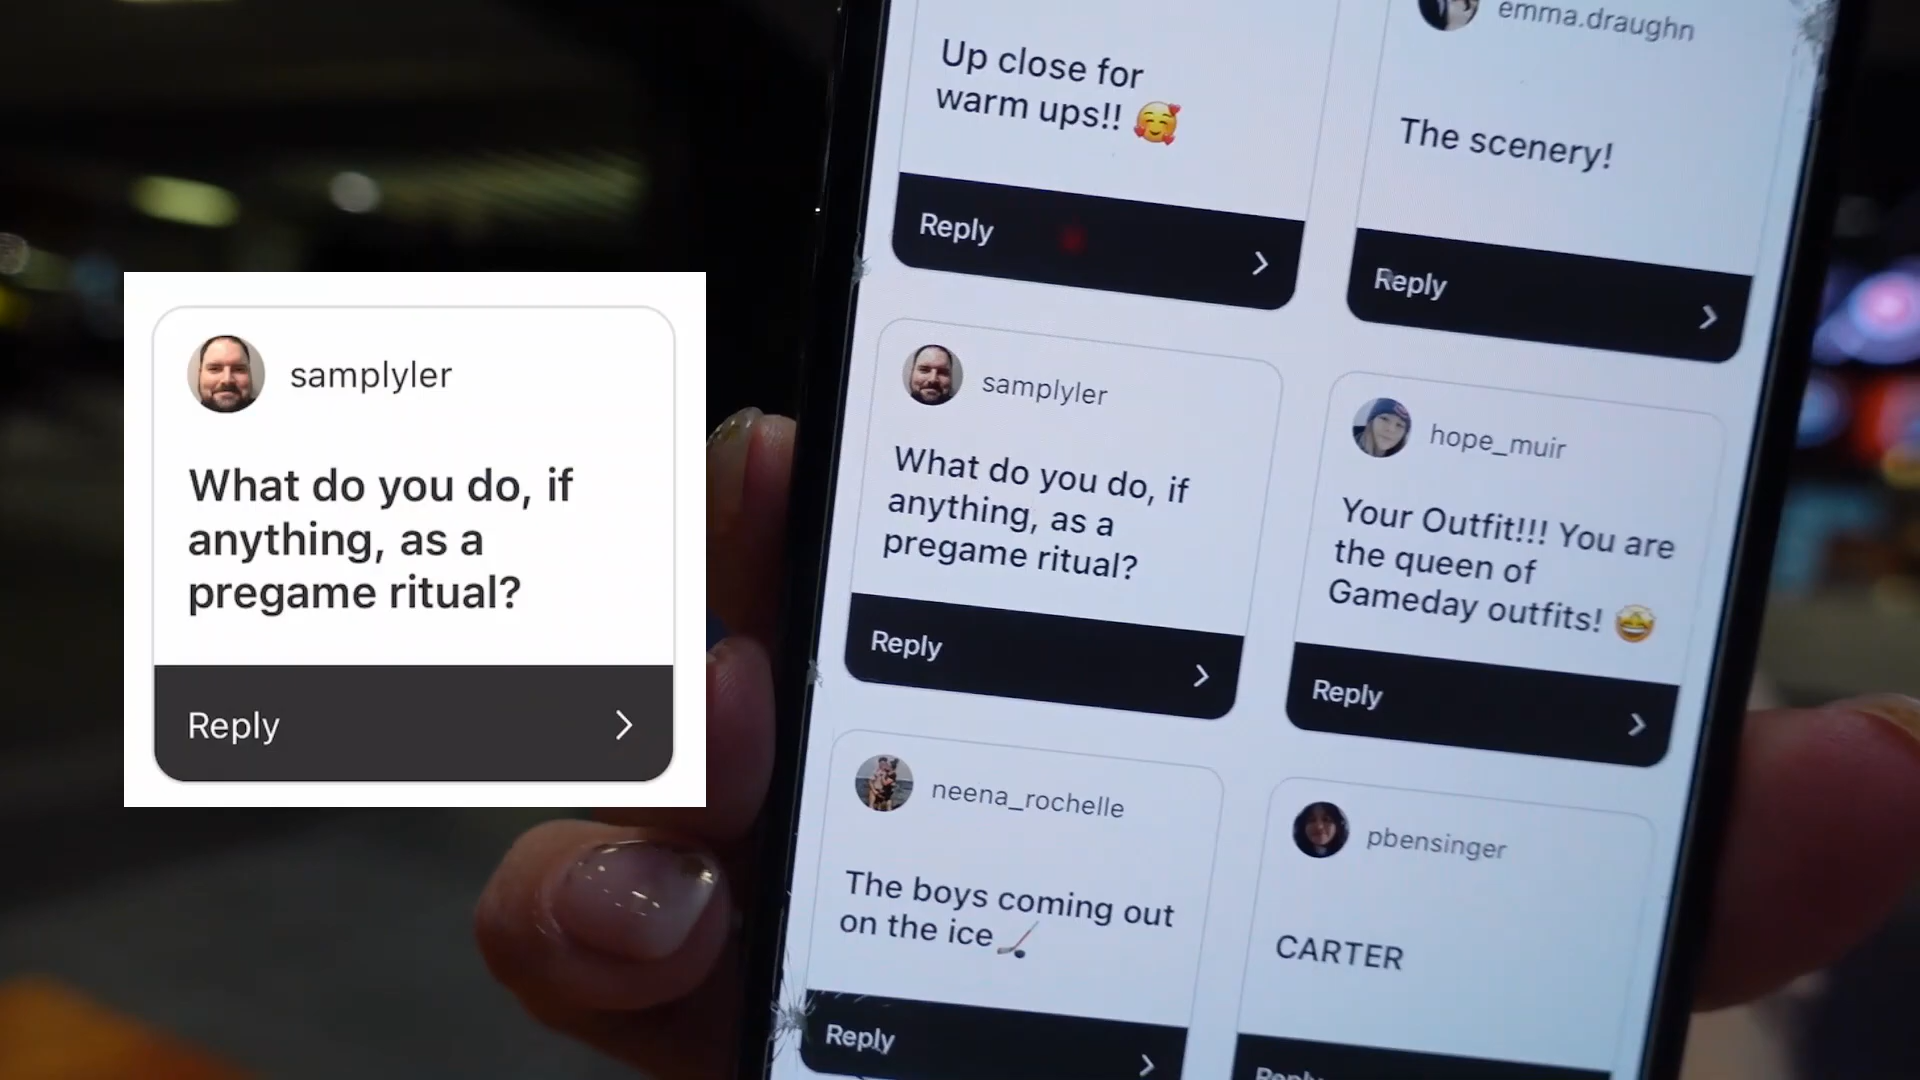 samplyler
What do you do, if
anything, as a
pregame ritual?
Reply
Up close for
warm ups!! 🥰
Reply
emma.draughn
The scenery!
Reply
samplyler
What do you do, if
anything, as a
pregame ritual?
Reply
hope_muir
Your Outfit!!! You are
the queen of
Gameday outfits! 🤩
Reply
neena_rochelle
The boys coming out
on the ice🏒
Reply
pbensinger
CARTER
Reply